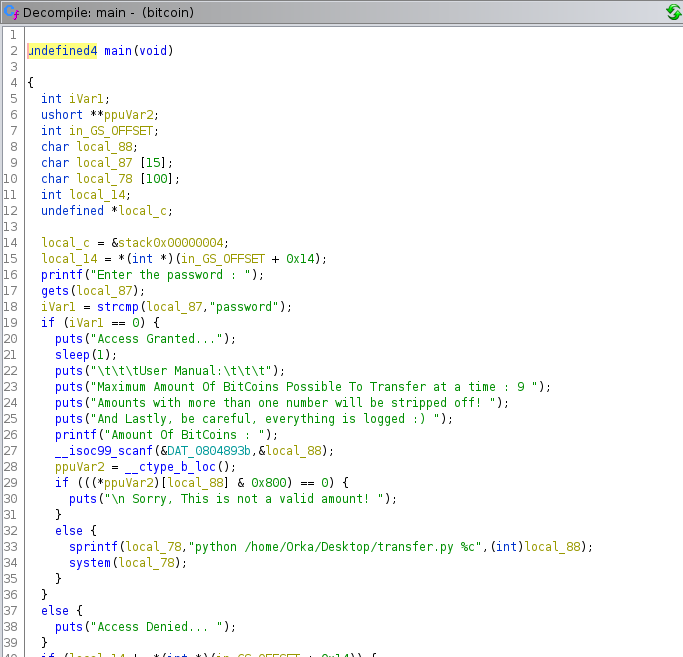 Decompile: main - (bitcoin)
1
2 undefined4 main(void)
3
4 {
5 int iVar1;
6 ushort **ppuVar2;
7 int in_GS_OFFSET;
8 char local_88;
9 char local_87 [15];
10 char local_78 [100];
11 int local_14;
12 undefined *local_c;
13
14 local_c = &stack0x00000004;
15 local_14 = *(int *)(in_GS_OFFSET + 0x14);
16 printf("Enter the password : ");
17 gets(local_87);
18 iVar1 = strcmp(local_87,"password");
19 if (iVar1 == 0) {
20 puts("Access Granted...");
21 sleep(1);
22 puts("\t\t\tUser Manual:\t\t\t");
23 puts("Maximum Amount Of BitCoins Possible To Transfer at a time : 9 ");
24 puts("Amounts with more than one number will be stripped off! ");
25 puts("And Lastly, be careful, everything is logged :) ");
26 printf("Amount Of BitCoins : ");
27 __isoc99_scanf(&DAT_0804893b,&local_88);
28 ppuVar2 = __ctype_b_loc();
29 if (((*ppuVar2)[local_88] & 0x800) == 0) {
30 puts("\n Sorry, This is not a valid amount! ");
31 }
32 else {
33 sprintf(local_78,"python /home/Orka/Desktop/transfer.py %c",(int)local_88);
34 system(local_78);
35 }
36 }
37 else {
38 puts("Access Denied... ");
39 }